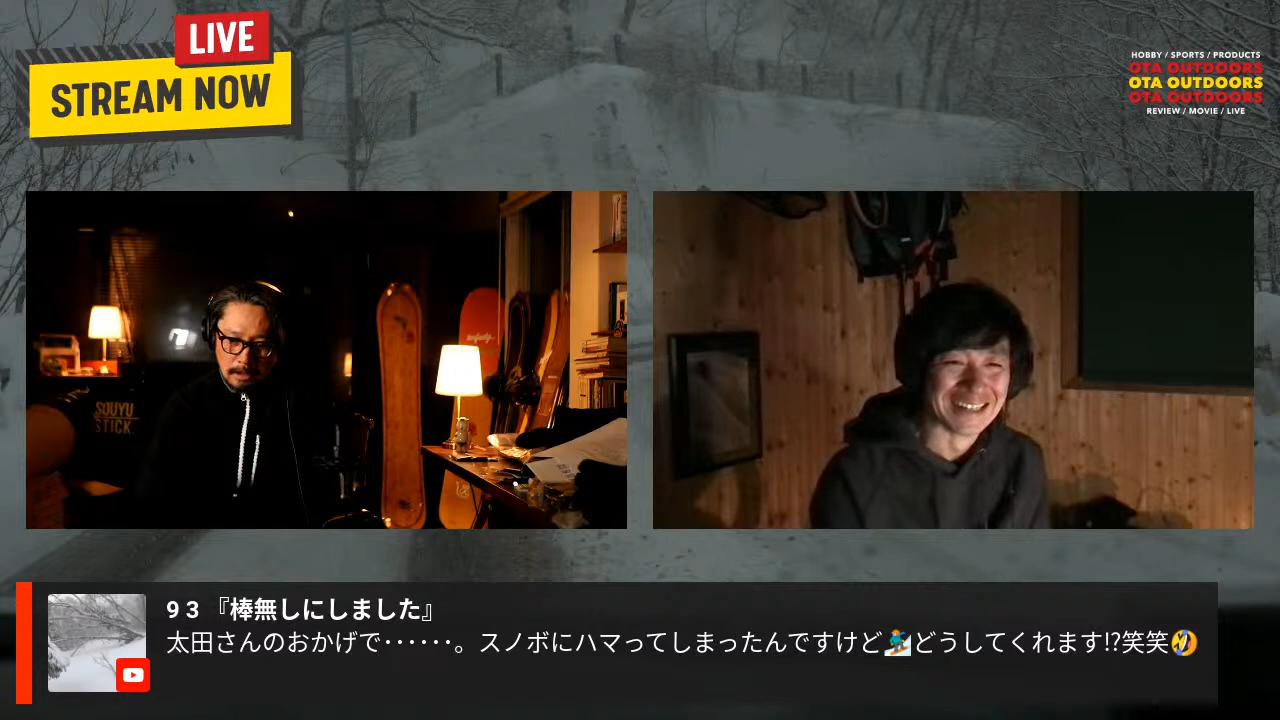 LIVE
STREAM NOW
HOBBY / SPORTS / PRODUCTS
OTA OUTDOORS
OTA OUTDOORS
OTA OUTDOORS
REVIEW / MOVIE / LIVE
SOUYU
STICK.
9 3 『棒無しにしました』
太田さんのおかげで‥‥‥。スノボにハマってしまったんですけど🏂どうしてくれます⁉笑笑🤣